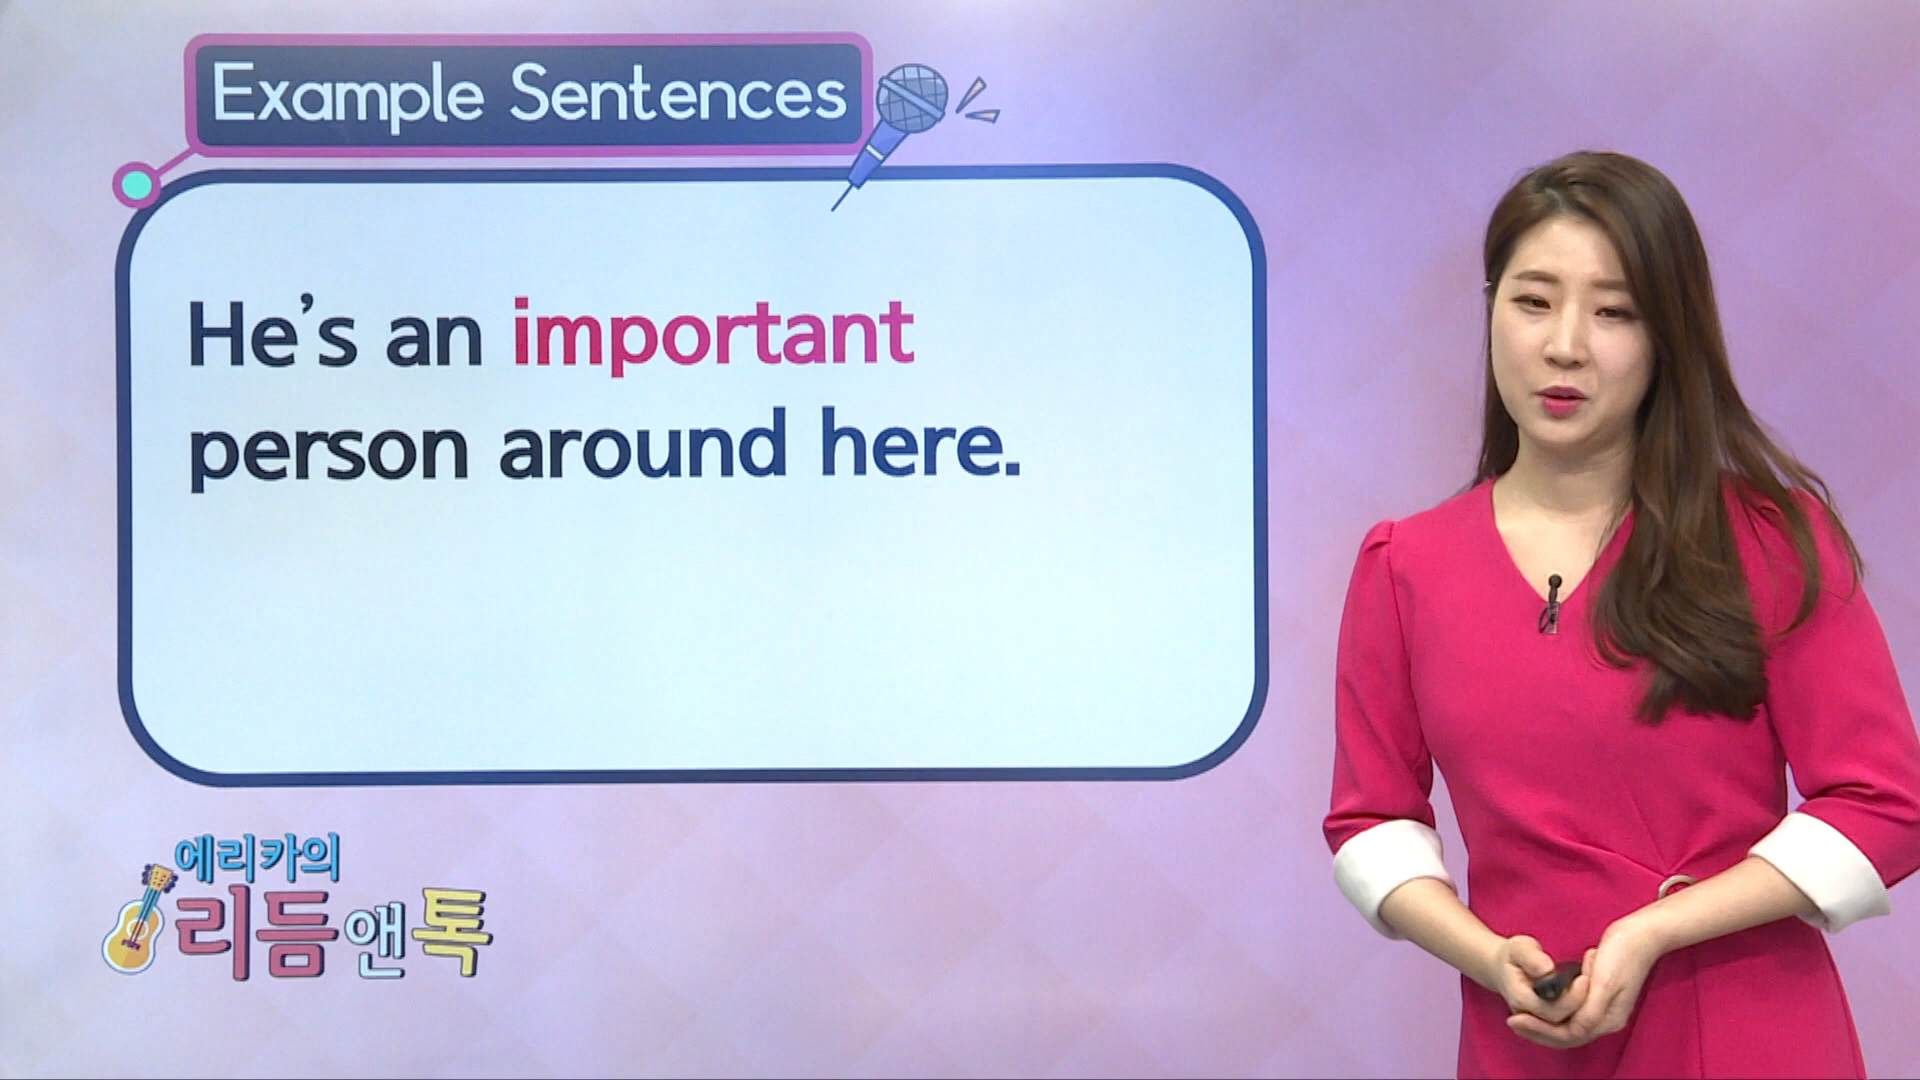 Example Sentences
He's an important
person around here.
에리카의
리듬앤톡